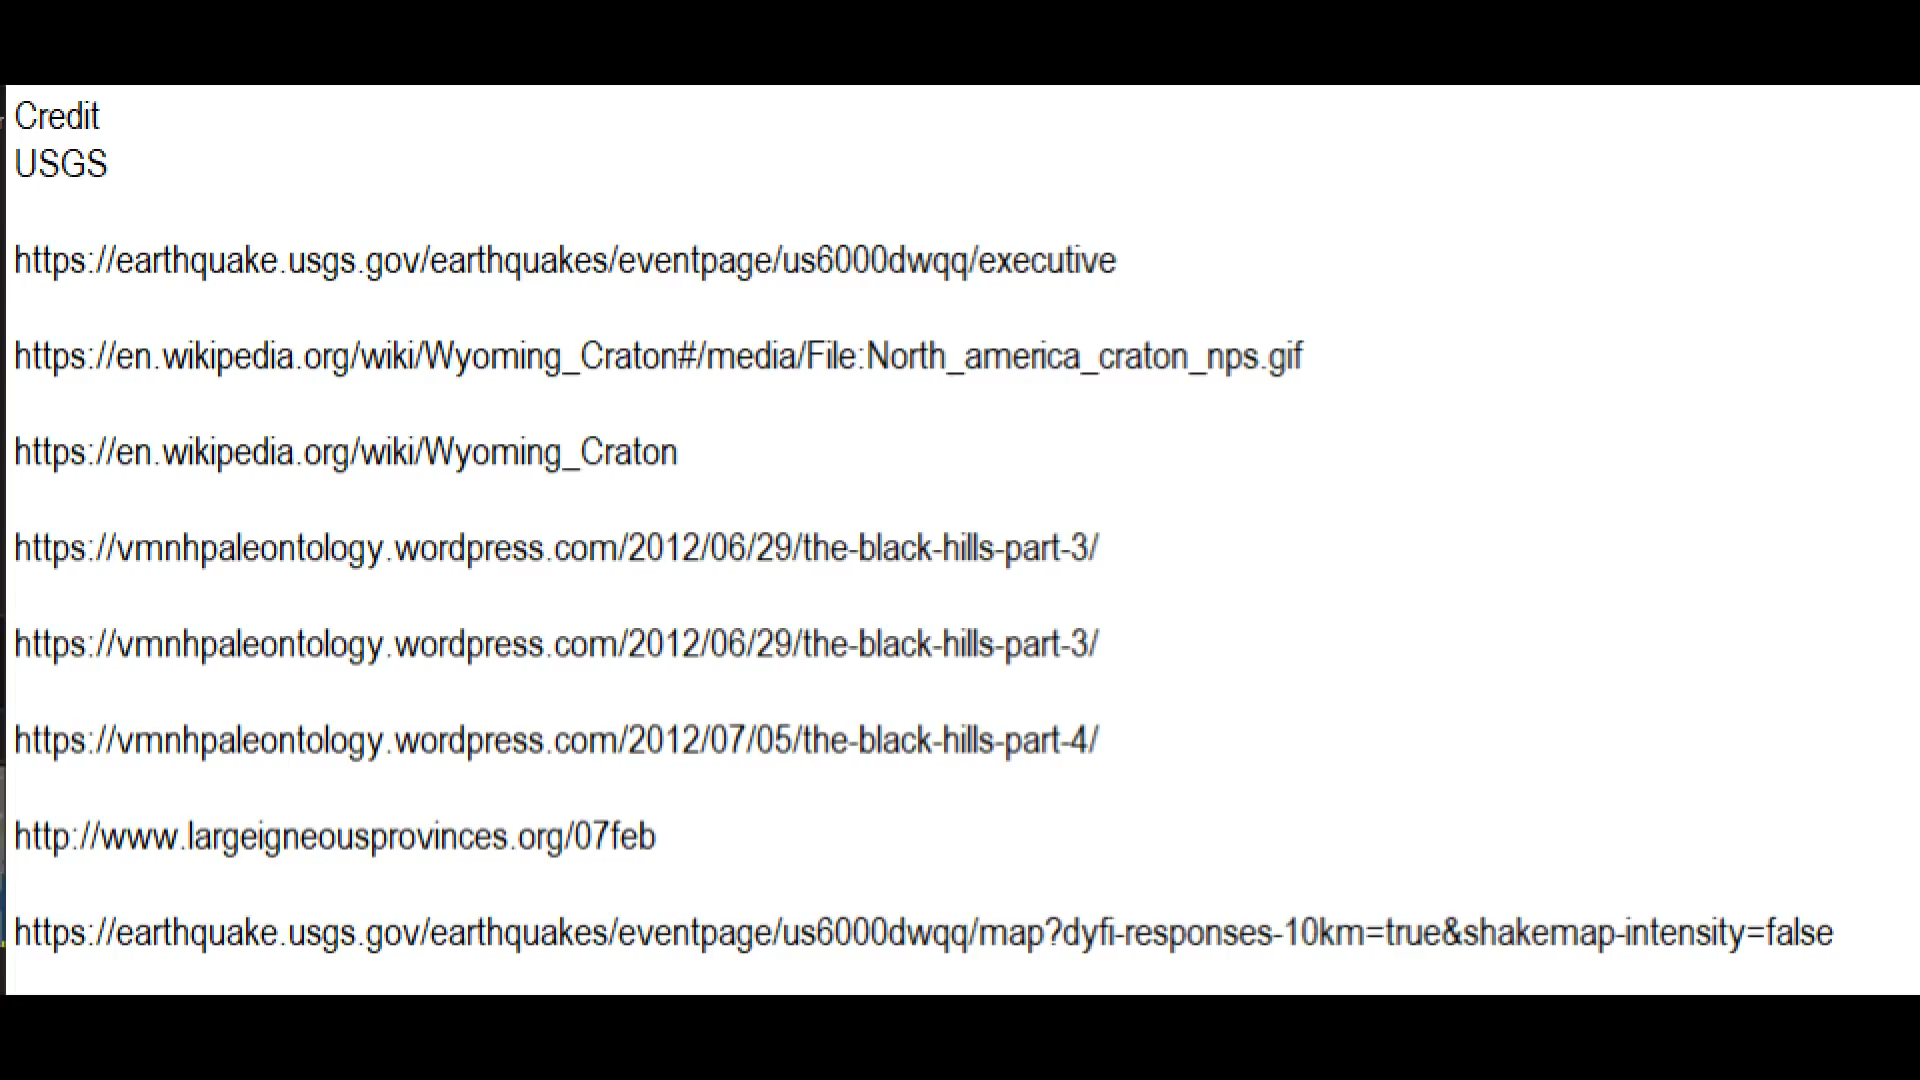 Credit
USGS
https://earthquake.usgs.gov/earthquakes/eventpage/us6000dwqq/executive
https://en.wikipedia.org/wiki/Wyoming_Craton#/media/File:North_america_craton_nps.gif
https://en.wikipedia.org/wiki/Wyoming_Craton
https://vmnhpaleontology.wordpress.com/2012/06/29/the-black-hills-part-3/
https://vmnhpaleontology.wordpress.com/2012/06/29/the-black-hills-part-3/
https://vmnhpaleontology.wordpress.com/2012/07/05/the-black-hills-part-4/
http://www.largeigneousprovinces.org/07feb
https://earthquake.usgs.gov/earthquakes/eventpage/us6000dwqq/map?dyfi-responses-10km=true&shakemap-intensity=false